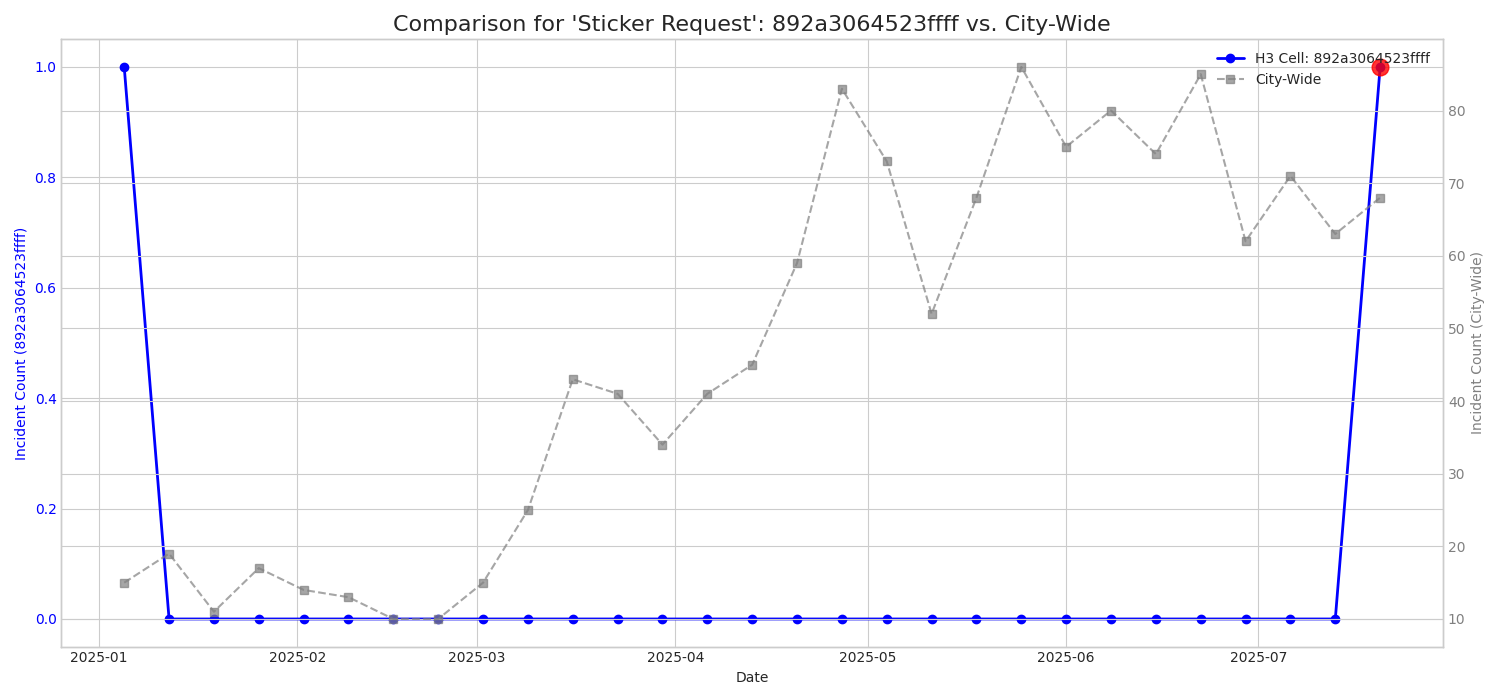 Comparison for 'Sticker Request': 892a3064523ffff vs. City-Wide
H3 Cell: 892a3064523ffff
City-Wide
Incident Count (892a3064523ffff)
1.0
0.8
0.6
0.4
0.2
0.0
80
70
60
50
40
30
20
10
Incident Count (City-Wide)
2025-01 2025-02 2025-03 2025-04 2025-05 2025-06 2025-07
Date